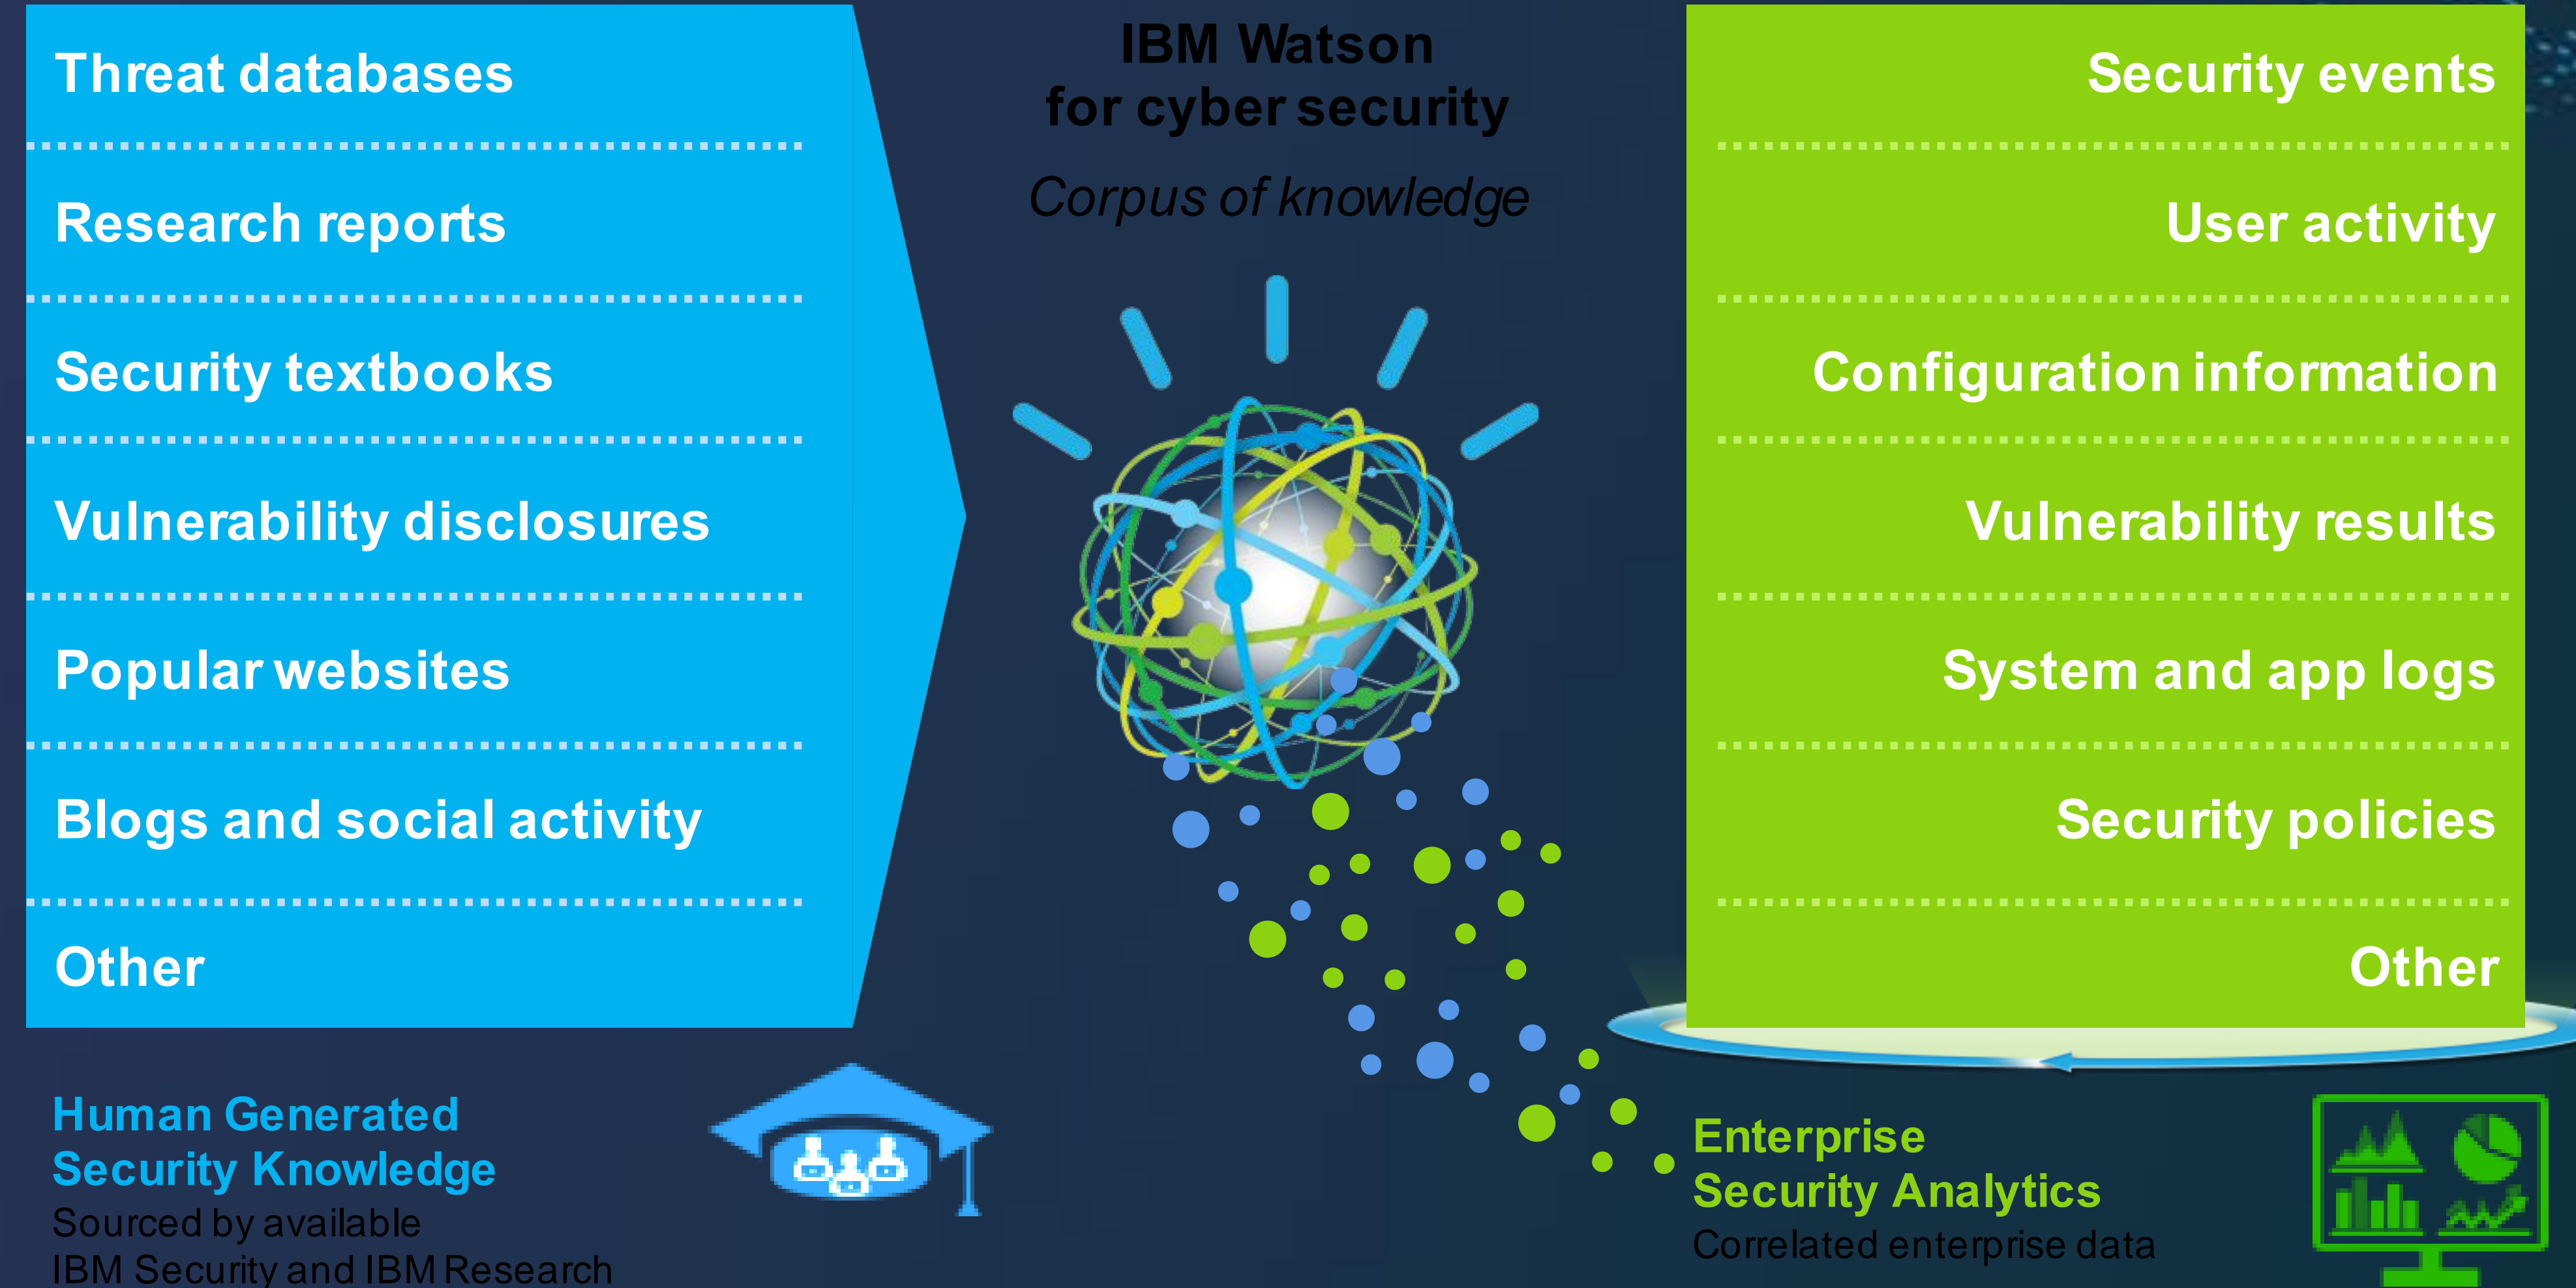 Threat databases
Research reports
Security textbooks
Vulnerability disclosures
Popular websites
Blogs and social activity
Other
Human Generated
Security Knowledge
Sourced by available
IBM Security and IBM Research
IBM Watson
for cyber security
Corpus of knowledge
Security events
User activity
Configuration information
Vulnerability results
System and app logs
Security policies
Other
Enterprise
Security Analytics
Correlated enterprise data